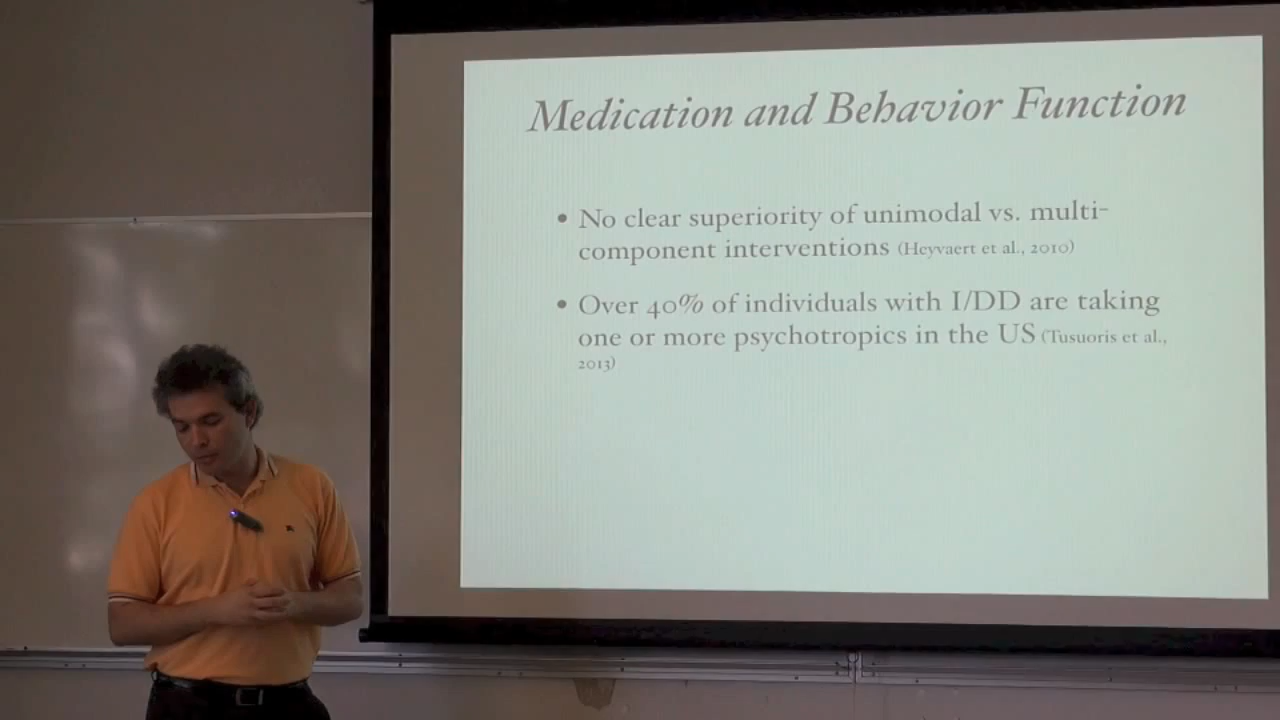 Medication and Behavior Function
• No clear superiority of unimodal vs. multi-
component interventions (Heyvaert et al., 2010)
• Over 40% of individuals with I/DD are taking
one or more psychotropics in the US (Tusuoris et al.,
2013)